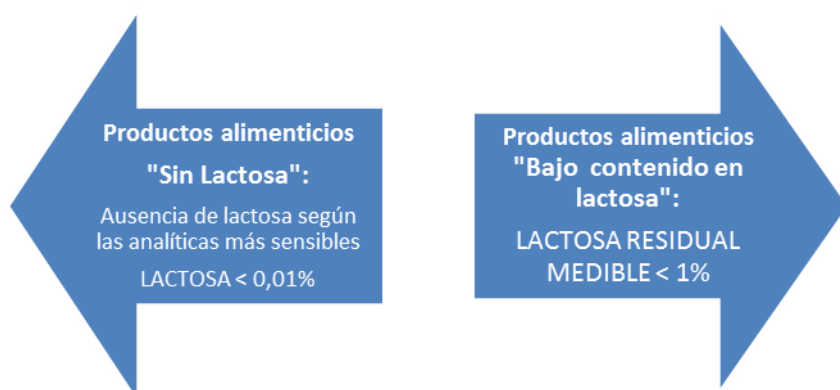 Productos alimenticios
"Sin Lactosa":
Ausencia de lactosa según
las analíticas más sensibles
LACTOSA < 0,01%
Productos alimenticios
"Bajo contenido en
lactosa":
LACTOSA RESIDUAL
MEDIBLE < 1%